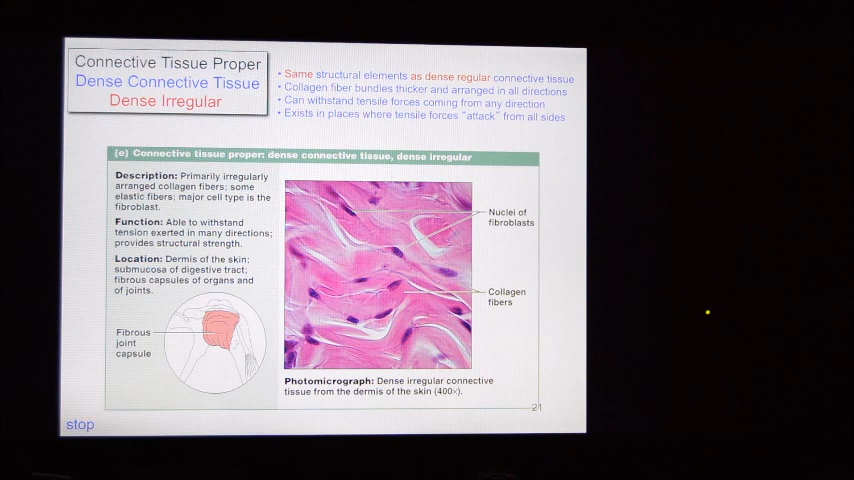 Connective Tissue Proper
Dense Connective Tissue
Dense Irregular
• Same structural elements as dense regular connective tissue
• Collagen fiber bundles thicker and arranged in all directions
• Can withstand tensile forces coming from any direction
• Exists in places where tensile forces “attack” from all sides
(e) Connective tissue proper: dense connective tissue, dense irregular
Description: Primarily irregularly
arranged collagen fibers; some
elastic fibers; major cell type is the
fibroblast.
Function: Able to withstand
tension exerted in many directions;
provides structural strength.
Location: Dermis of the skin;
submucosa of digestive tract;
fibrous capsules of organs and
of joints.
Fibrous
joint
capsule
Nuclei of
fibroblasts
Collagen
fibers
Photomicrograph: Dense irregular connective
tissue from the dermis of the skin (400×).
21
stop